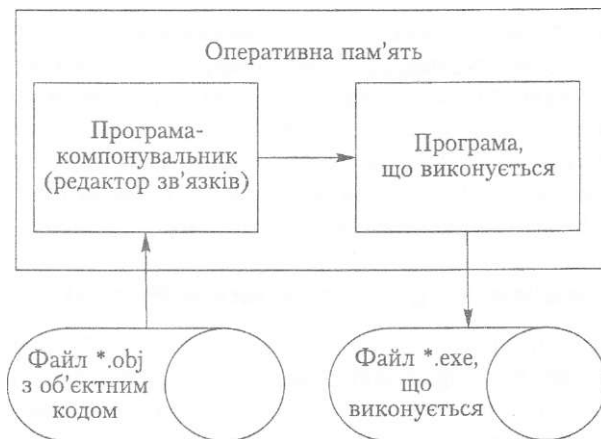 Оперативна пам'ять
Програма-
компонувальник
(редактор зв'язків)
Програма,
що виконується
Файл *.obj
з об'єктним
кодом
Файл *.exe,
що
виконується